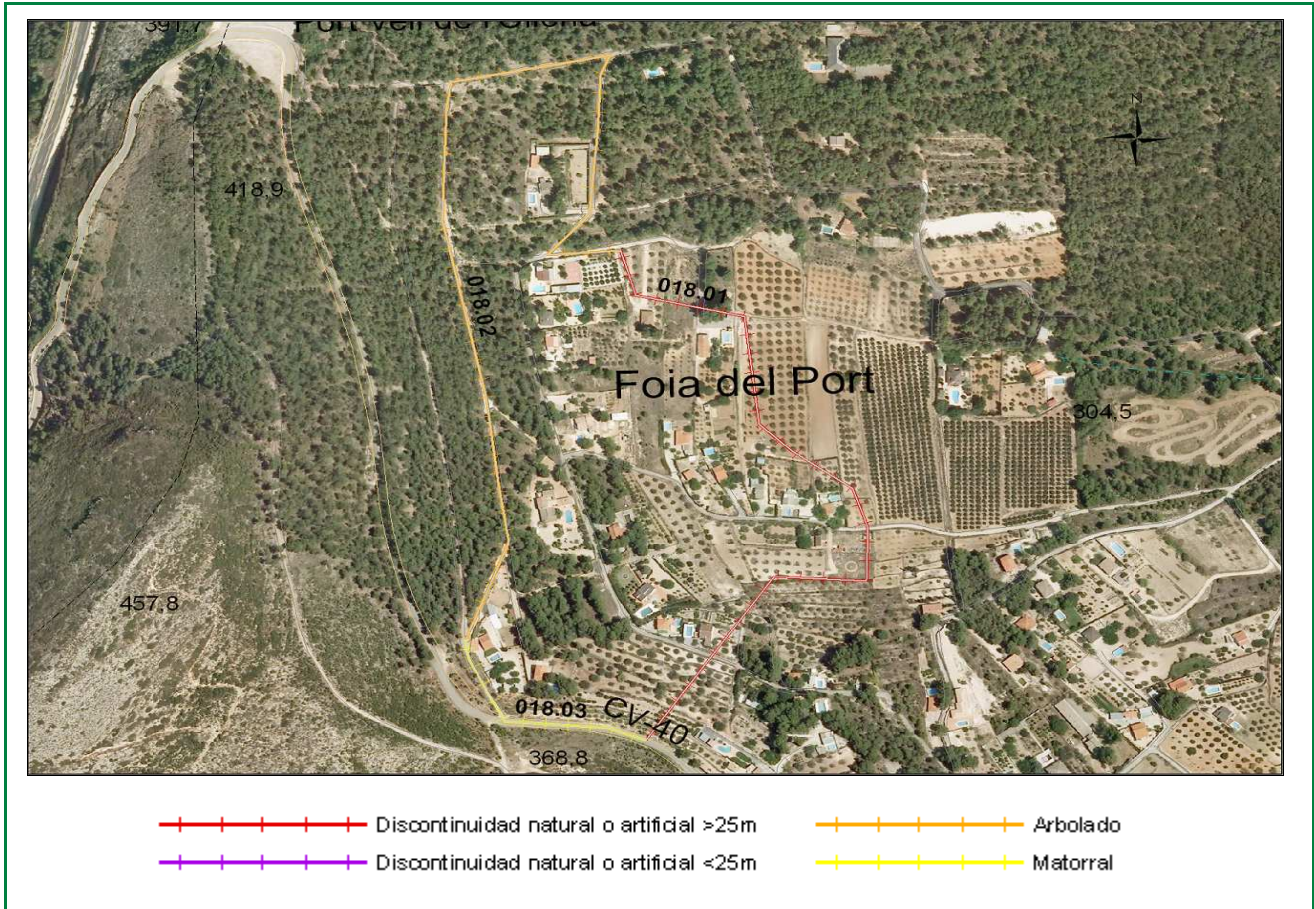 391.7
Port Vell de l'Olleria
N
418,9
018.01
018.02
Foia del Port
304,5
457,8
018.03 CV-40
368.8
Discontinuidad natural o artificial >25m
Arbolado
Discontinuidad natural o artificial <25m
Matorral